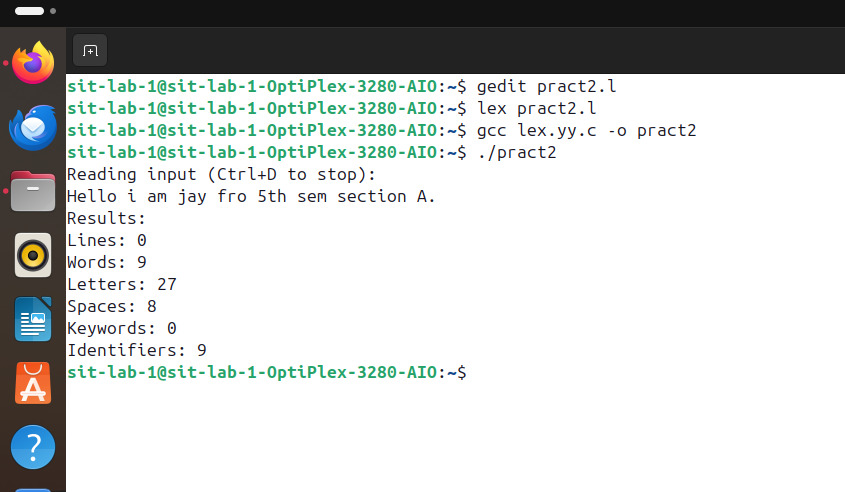 sit-lab-1@sit-lab-1-OptiPlex-3280-AIO:~$ gedit pract2.l
sit-lab-1@sit-lab-1-OptiPlex-3280-AIO:~$ lex pract2.l
sit-lab-1@sit-lab-1-OptiPlex-3280-AIO:~$ gcc lex.yy.c -o pract2
sit-lab-1@sit-lab-1-OptiPlex-3280-AIO:~$ ./pract2
Reading input (Ctrl+D to stop):
Hello i am jay fro 5th sem section A.
Results:
Lines: 0
Words: 9
Letters: 27
Spaces: 8
Keywords: 0
Identifiers: 9
sit-lab-1@sit-lab-1-OptiPlex-3280-AIO:~$